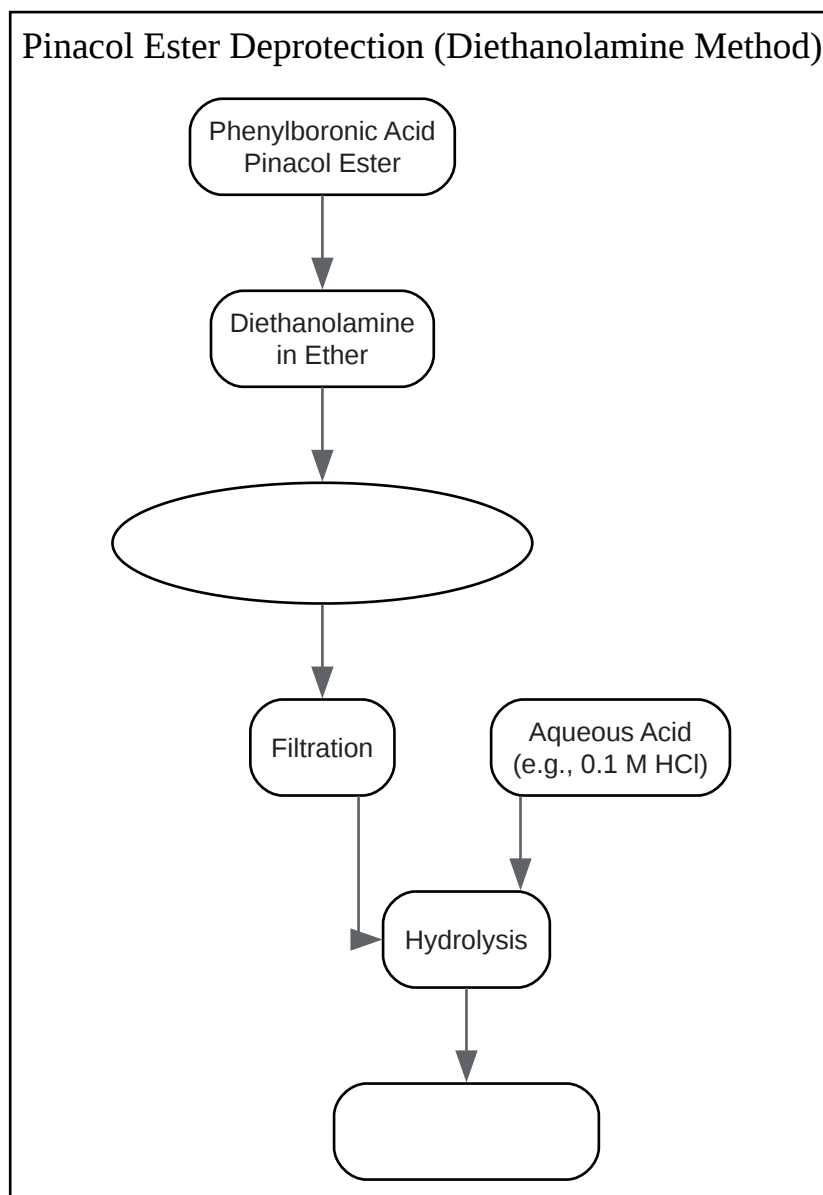 Pinacol Ester Deprotection (Diethanolamine Method)
Phenylboronic Acid
Pinacol Ester
Diethanolamine
in Ether
Filtration
Aqueous Acid
(e.g., 0.1 M HCl)
Hydrolysis